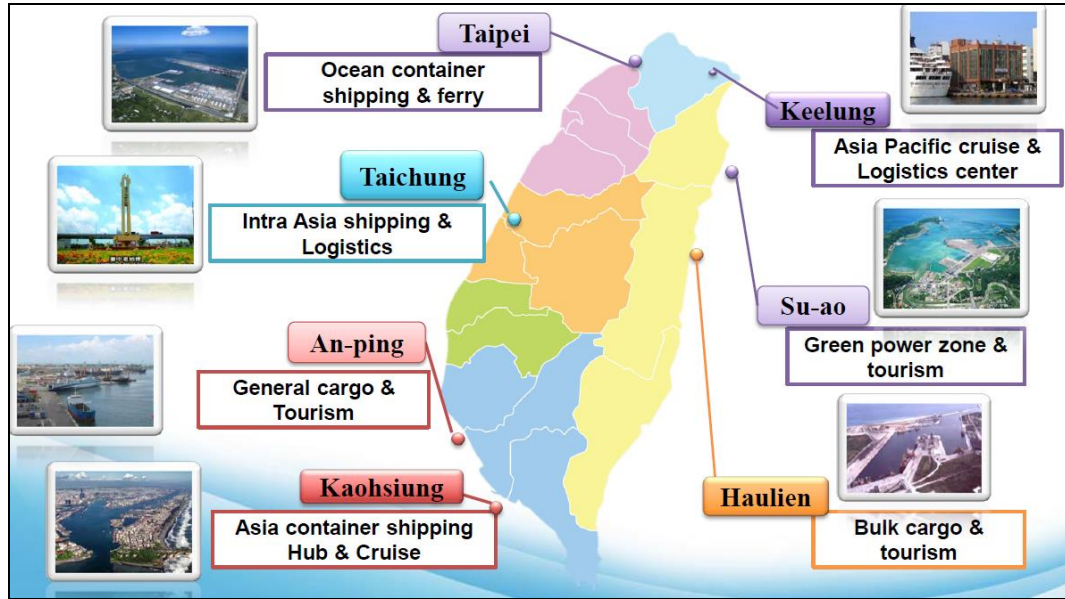 Taipei
Ocean container
shipping & ferry
Keelung
Asia Pacific cruise &
Logistics center
Taichung
Intra Asia shipping &
Logistics
Su-ao
Green power zone &
tourism
An-ping
General cargo &
Tourism
Kaohsiung
Asia container shipping
Hub & Cruise
Haulien
Bulk cargo &
tourism